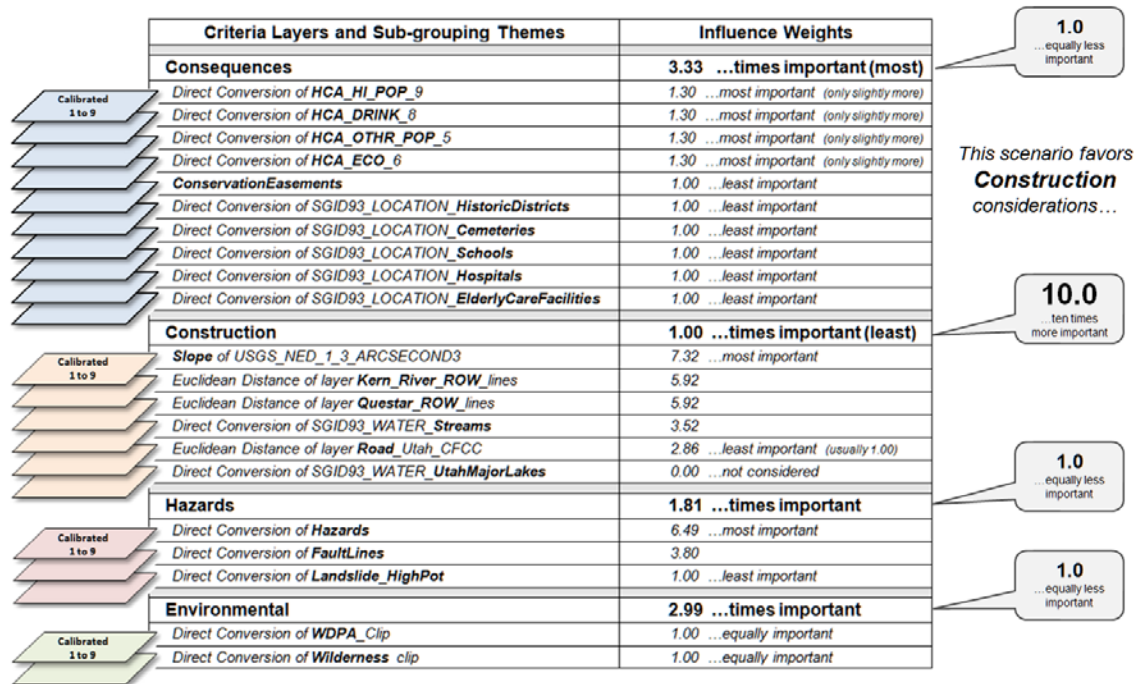 Criteria Layers and Sub-grouping Themes Influence Weights
Consequences 3.33 ...times important (most)
Direct Conversion of HCA_HI_POP_9 1.30 ...most important (only slightly more)
Direct Conversion of HCA_DRINK_8 1.30 ...most important (only slightly more)
Direct Conversion of HCA_OTHR_POP_5 1.30 ...most important (only slightly more)
Direct Conversion of HCA_ECO_6 1.30 ...most important (only slightly more)
ConservationEasements 1.00 ...least important
Direct Conversion of SGID93_LOCATION_HistoricDistricts 1.00 ...least important
Direct Conversion of SGID93_LOCATION_Cemeteries 1.00 ...least important
Direct Conversion of SGID93_LOCATION_Schools 1.00 ...least important
Direct Conversion of SGID93_LOCATION_Hospitals 1.00 ...least important
Direct Conversion of SGID93_LOCATION_ElderlyCareFacilities 1.00 ...least important
Construction 1.00 ...times important (least)
Slope of USGS_NED_1_3_ARCSECOND3 7.32 ...most important
Euclidean Distance of layer Kern_River_ROW_lines 5.92
Euclidean Distance of layer Questar_ROW_lines 5.92
Direct Conversion of SGID93_WATER_Streams 3.52
Euclidean Distance of layer Road_Utah_CFCC 2.86 ...least important (usually 1.00)
Direct Conversion of SGID93_WATER_UtahMajorLakes 0.00 ...not considered
Hazards 1.81 ...times important
Direct Conversion of Hazards 6.49 ...most important
Direct Conversion of FaultLines 3.80
Direct Conversion of Landslide_HighPot 1.00 ...least important
Environmental 2.99 ...times important
Direct Conversion of WDPA_Clip 1.00 ...equally important
Direct Conversion of Wilderness clip 1.00 ...equally important
Calibrated
1 to 9
Calibrated
1 to 9
Calibrated
1 to 9
Calibrated
1 to 9
1.0
...equally less
important
This scenario favors
Construction
considerations...
10.0
...ten times
more important
1.0
...equally less
important
1.0
...equally less
important